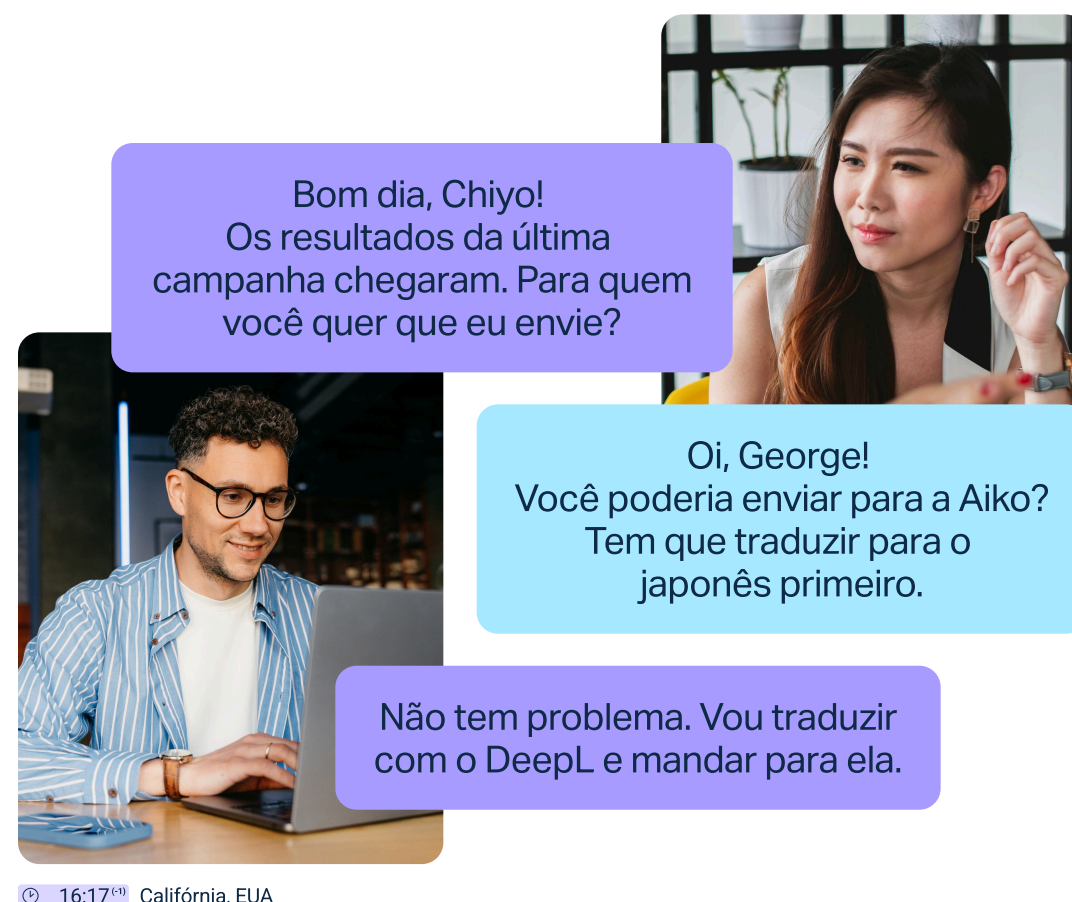 Bom dia, Chiyo!
Os resultados da última
campanha chegaram. Para quem
você quer que eu envie?
Oi, George!
Você poderia enviar para a Aiko?
Tem que traduzir para o
japonês primeiro.
Não tem problema. Vou traduzir
com o DeepL e mandar para ela.
16:17(-1) Califórnia, EUA